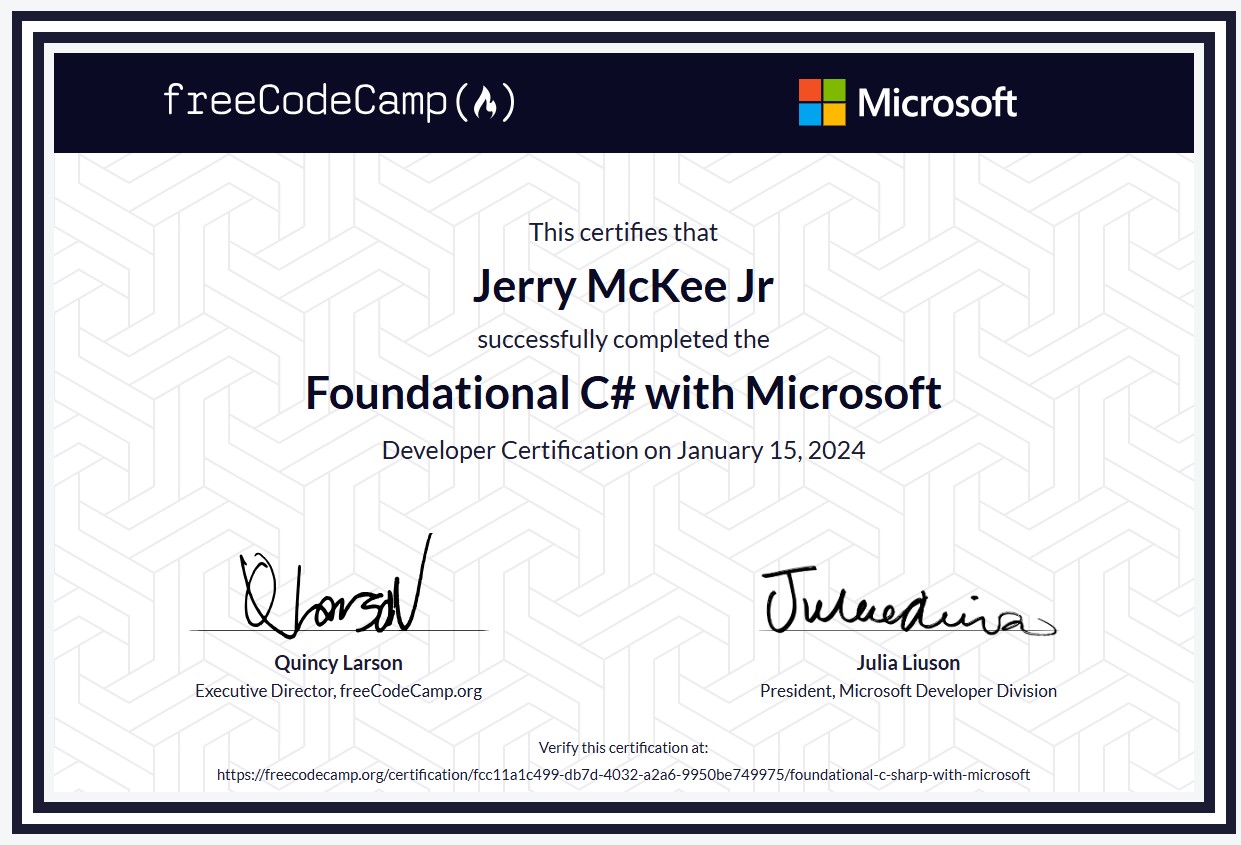 freeCodeCamp(🔥)
Microsoft
This certifies that
Jerry McKee Jr
successfully completed the
Foundational C# with Microsoft
Developer Certification on January 15, 2024
QLarson
Quincy Larson
Executive Director, freeCodeCamp.org
Julia Liuson
President, Microsoft Developer Division
Verify this certification at:
https://freecodecamp.org/certification/fcc11a1c499-db7d-4032-a2a6-9950be749975/foundational-c-sharp-with-microsoft